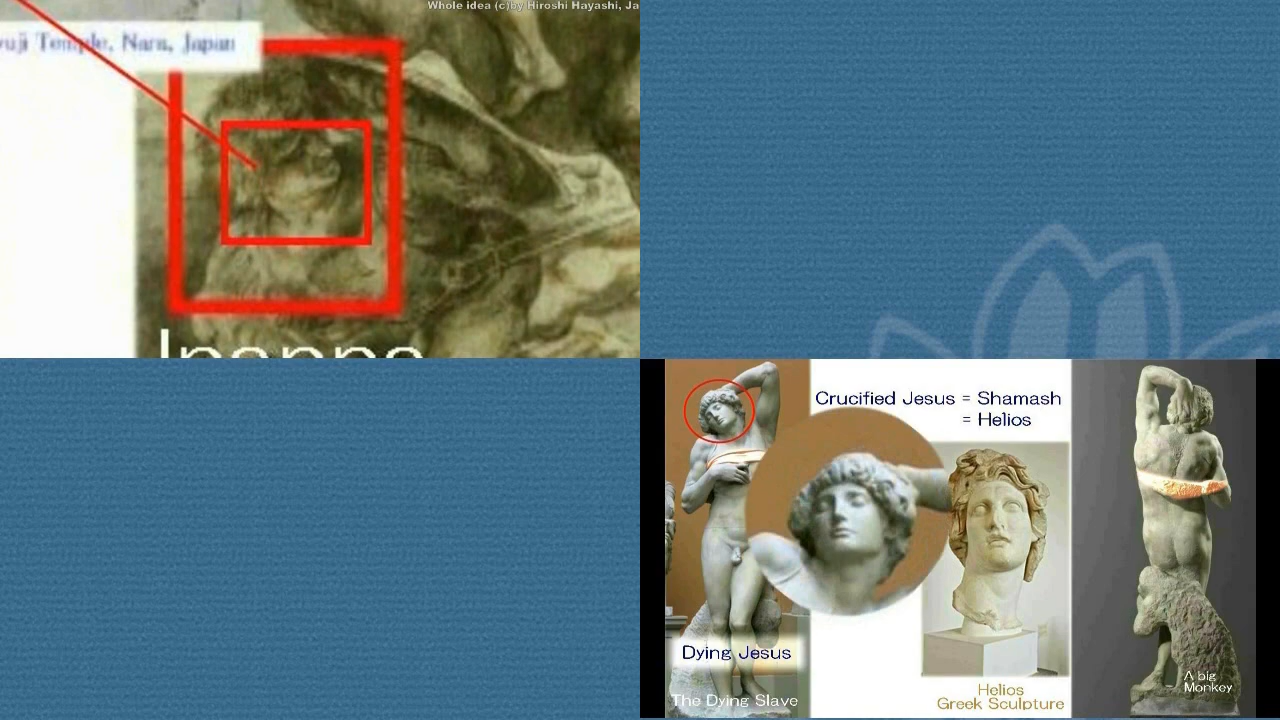 Whole idea (c)by Hiroshi Hayashi, Ja
uji Temple, Nara, Japan
Crucified Jesus = Shamash
= Helios
Dying Jesus
The Dying Slave
Helios
Greek Sculpture
A big
Monkey